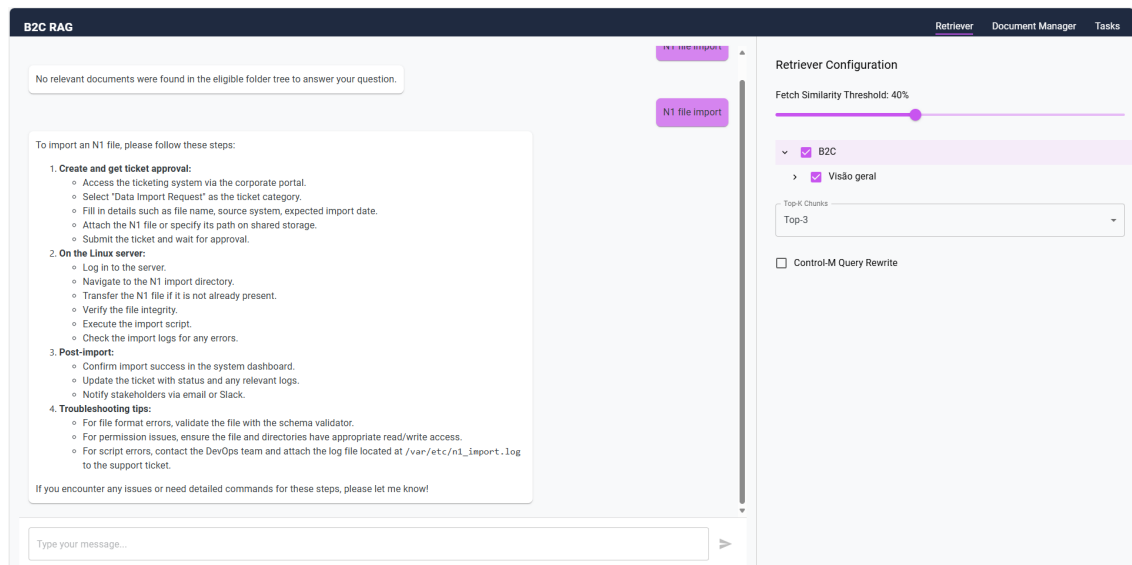 B2C RAG
Retriever
Document Manager
Tasks
N1 file import
No relevant documents were found in the eligible folder tree to answer your question.
N1 file import
To import an N1 file, please follow these steps:
1. Create and get ticket approval:
Access the ticketing system via the corporate portal.
Select "Data Import Request" as the ticket category.
Fill in details such as file name, source system, expected import date.
Attach the N1 file or specify its path on shared storage.
Submit the ticket and wait for approval.
2. On the Linux server:
Log in to the server.
Navigate to the N1 import directory.
Transfer the N1 file if it is not already present.
Verify the file integrity.
Execute the import script.
Check the import logs for any errors.
3. Post-import:
Confirm import success in the system dashboard.
Update the ticket with status and any relevant logs.
Notify stakeholders via email or Slack.
4. Troubleshooting tips:
For file format errors, validate the file with the schema validator.
For permission issues, ensure the file and directories have appropriate read/write access.
For script errors, contact the DevOps team and attach the log file located at /var/etc/n1_import.log
to the support ticket.
If you encounter any issues or need detailed commands for these steps, please let me know!
Type your message...
Retriever Configuration
Fetch Similarity Threshold: 40%
B2C
Visão geral
Top-K Chunks
Top-3
Control-M Query Rewrite